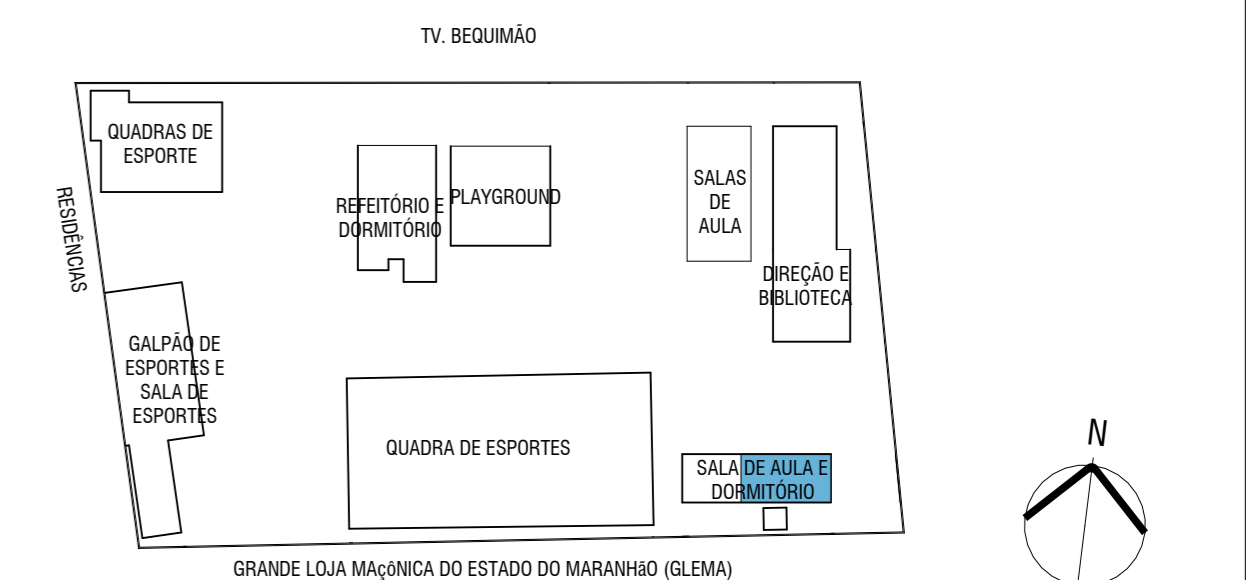 TV. BEQUIMÃO
QUADRAS DE
ESPORTE
RESIDÊNCIAS
REFEITÓRIO E
DORMITÓRIO
PLAYGROUND
SALAS
DE
AULA
DIREÇÃO E
BIBLIOTECA
GALPÃO DE
ESPORTES E
SALA DE
ESPORTES
QUADRA DE ESPORTES
SALA DE AULA E
DORMITÓRIO
N
GRANDE LOJA MAçôNICA DO ESTADO DO MARANHãO (GLEMA)